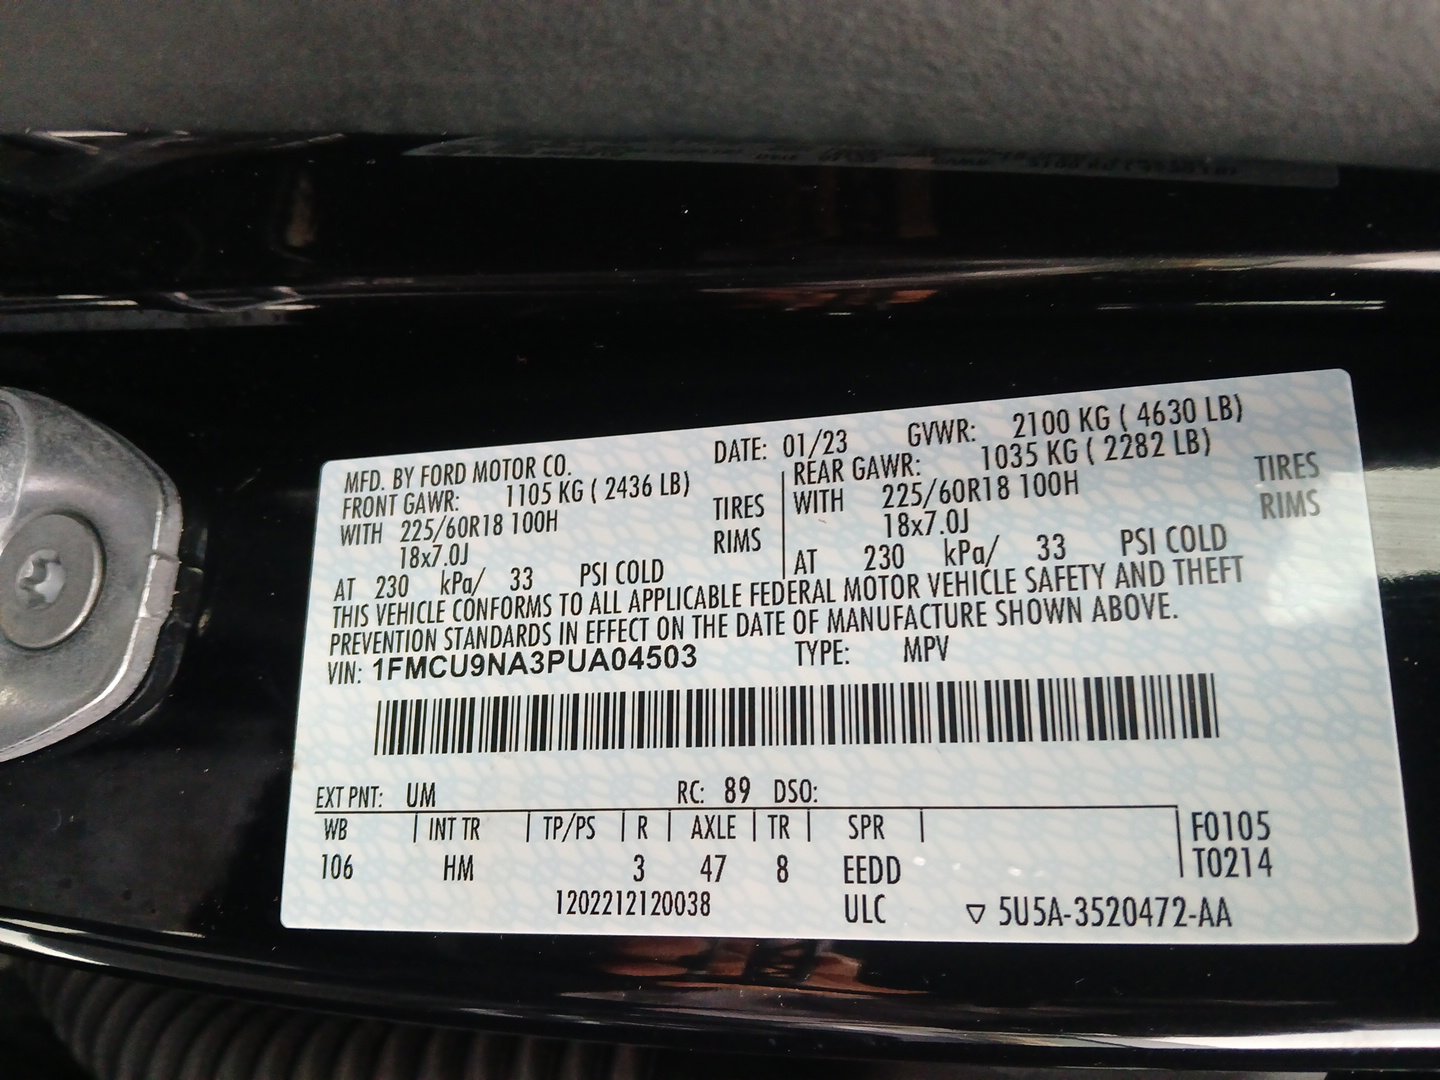 MFD. BY FORD MOTOR CO. DATE: 01/23 GVWR: 2100 KG ( 4630 LB)
FRONT GAWR: 1105 KG ( 2436 LB) REAR GAWR: 1035 KG ( 2282 LB)
WITH 225/60R18 100H TIRES WITH 225/60R18 100H TIRES
18x7.0J RIMS 18x7.0J RIMS
AT 230 kPa/ 33 PSI COLD AT 230 kPa/ 33 PSI COLD
THIS VEHICLE CONFORMS TO ALL APPLICABLE FEDERAL MOTOR VEHICLE SAFETY AND THEFT
PREVENTION STANDARDS IN EFFECT ON THE DATE OF MANUFACTURE SHOWN ABOVE.
VIN: 1FMCU9NA3PUA04503 TYPE: MPV
EXT PNT: UM RC: 89 DSO:
WB | INT TR | TP/PS | R | AXLE | TR | SPR | F0105
106 HM 3 47 8 EEDD T0214
1202212120038 ULC ▽ 5U5A-3520472-AA